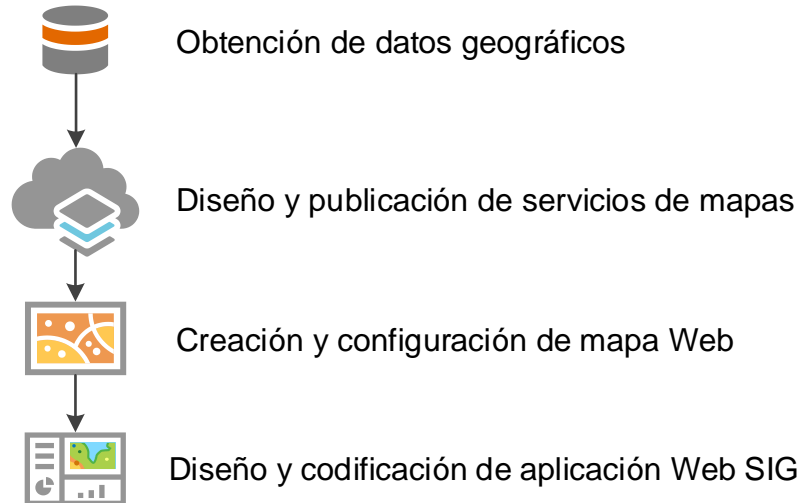 Obtención de datos geográficos
Diseño y publicación de servicios de mapas
Creación y configuración de mapa Web
Diseño y codificación de aplicación Web SIG